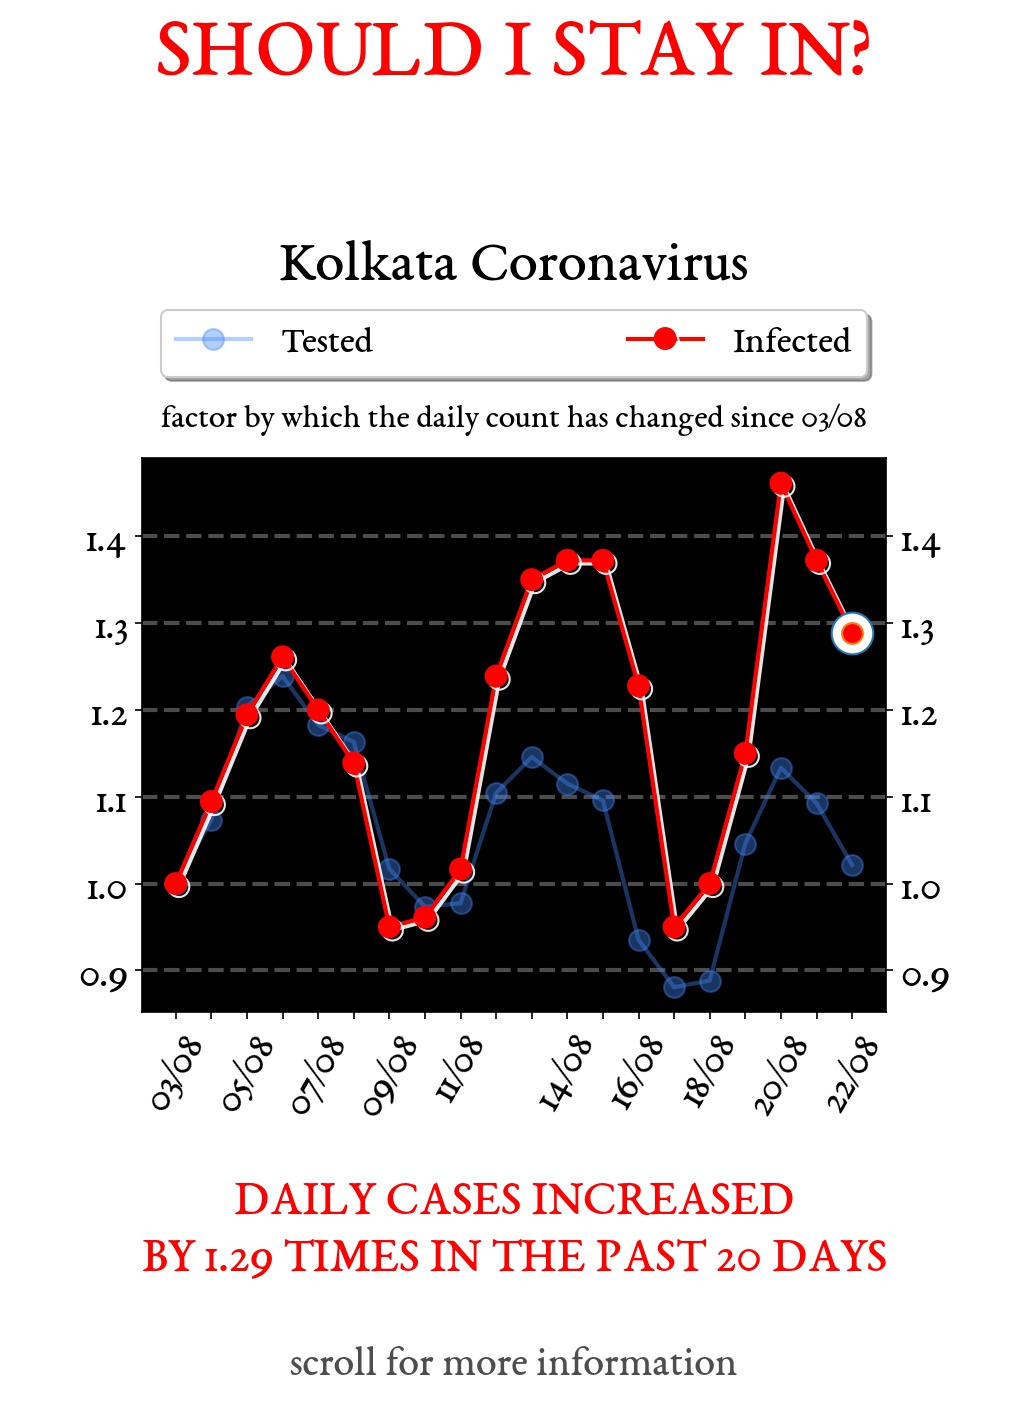 SHOULD I STAY IN?
Kolkata Coronavirus
Tested Infected
factor by which the daily count has changed since 03/08
1.4 1.4
1.3 1.3
1.2 1.2
1.1 1.1
1.0 1.0
0.9 0.9
03/08 05/08 07/08 09/08 11/08 14/08 16/08 18/08 20/08 22/08
DAILY CASES INCREASED
BY 1.29 TIMES IN THE PAST 20 DAYS
scroll for more information